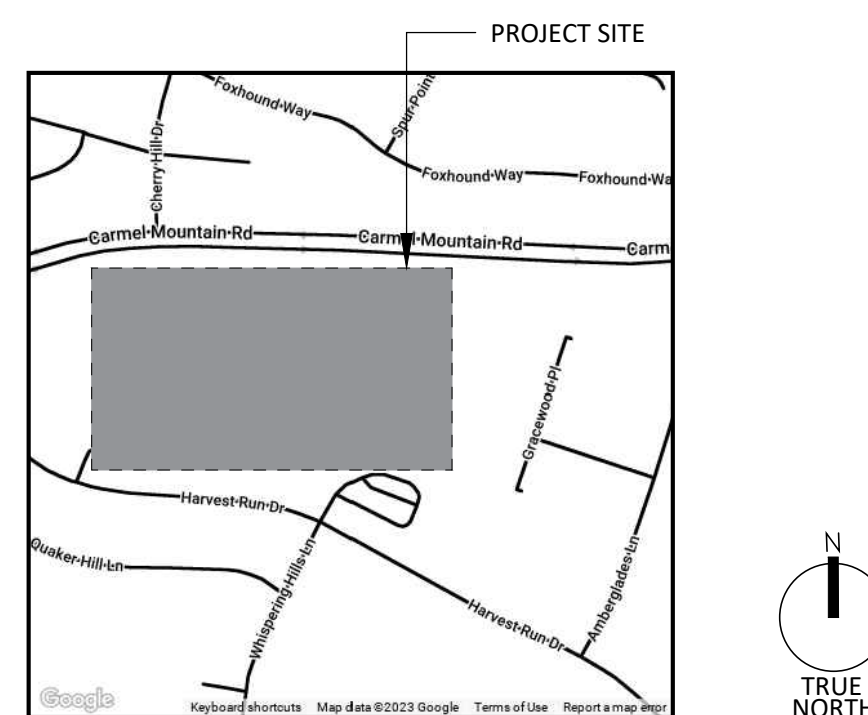 PROJECT SITE
Foxhound Way
Spur Point
Cherry Hill Dr
Foxhound Way
Foxhound Wa
Carmel Mountain Rd
Carmel Mountain Rd
Carm
Gracewood Pl
Harvest Run Dr
Quaker Hill Ln
Whispering Hills Ln
Harvest Run Dr
Amberglades Ln
Google
Keyboard shortcuts Map data ©2023 Google Terms of Use Report a map error
N
TRUE
NORTH